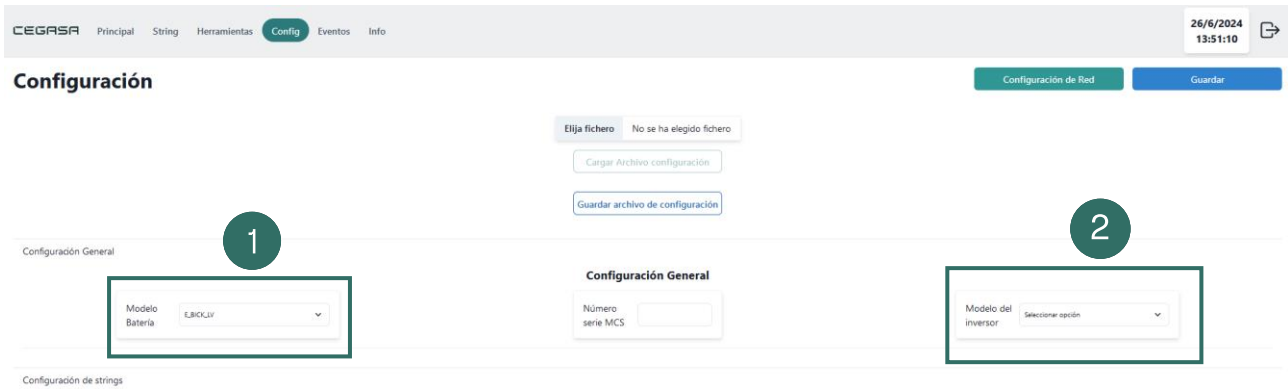 CEGASA Principal String Herramientas Config Eventos Info
26/6/2024
13:51:10
Configuración
Configuración de Red
Guardar
Elija fichero No se ha elegido fichero
Cargar Archivo configuración
Guardar archivo de configuración
1
2
Configuración General
Configuración General
Modelo
Batería
E_BICK_LV
Número
serie MCS
Modelo del
inversor
Seleccionar opción
Configuración de strings